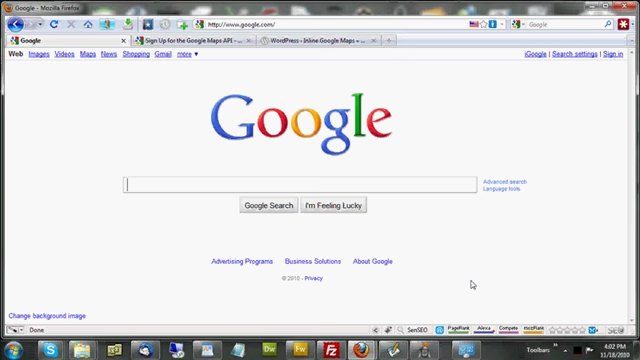 Google - Mozilla Firefox
http://www.google.com/
Google
Google
Sign Up for the Google Maps API - ...
WordPress › Inline Google Maps « ...
Web Images Videos Maps News Shopping Gmail more ▾
iGoogle | Search settings | Sign in
Google
Advanced search
Language tools
Google Search
I'm Feeling Lucky
Advertising Programs Business Solutions About Google
© 2010 - Privacy
Change background image
Done
SenSEO
PageRank
Alexa
Compete
mozRank
SEO
Dw Fw Fz
Toolbars
4:02 PM
11/18/2010